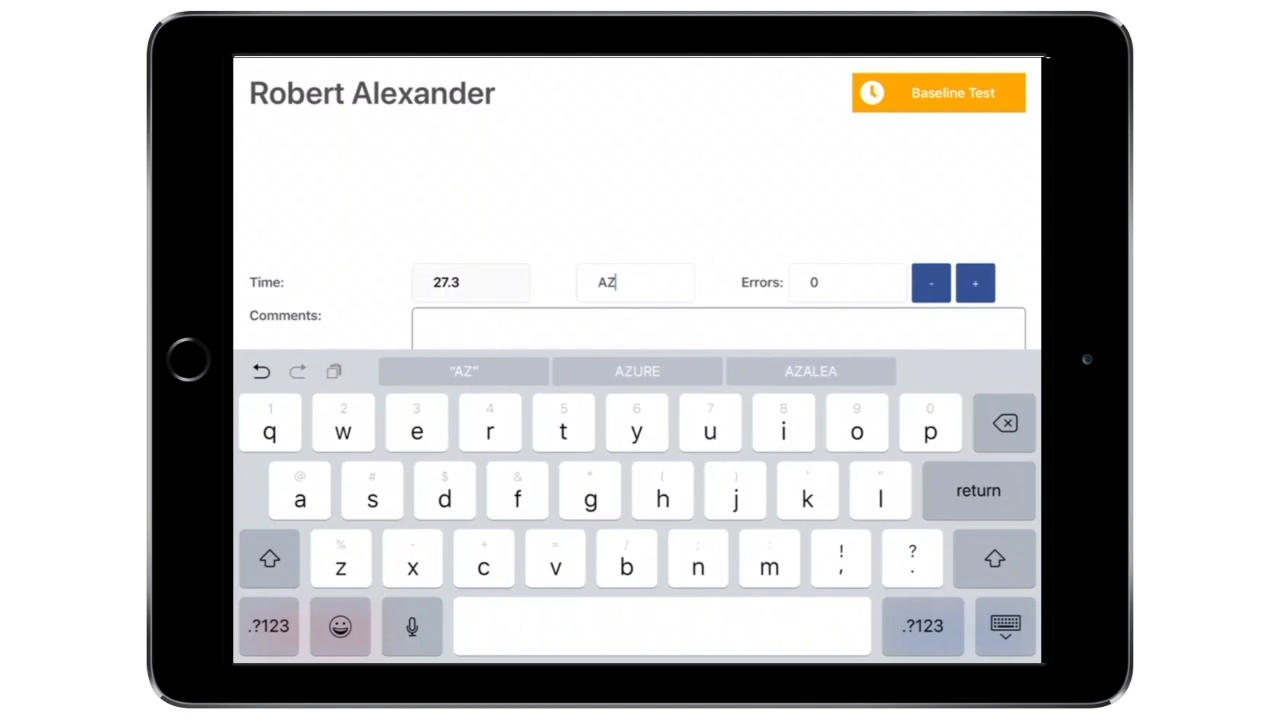 Robert Alexander
Baseline Test
Time: 27.3 AZ Errors: 0 - +
Comments:
“AZ” AZURE AZALEA
1 2 3 4 5 6 7 8 9 0
q w e r t y u i o p
@ # $ & * ( ) ' "
a s d f g h j k l return
% - + = / ; : ! ?
z x c v b n m , .
.?123 .?123